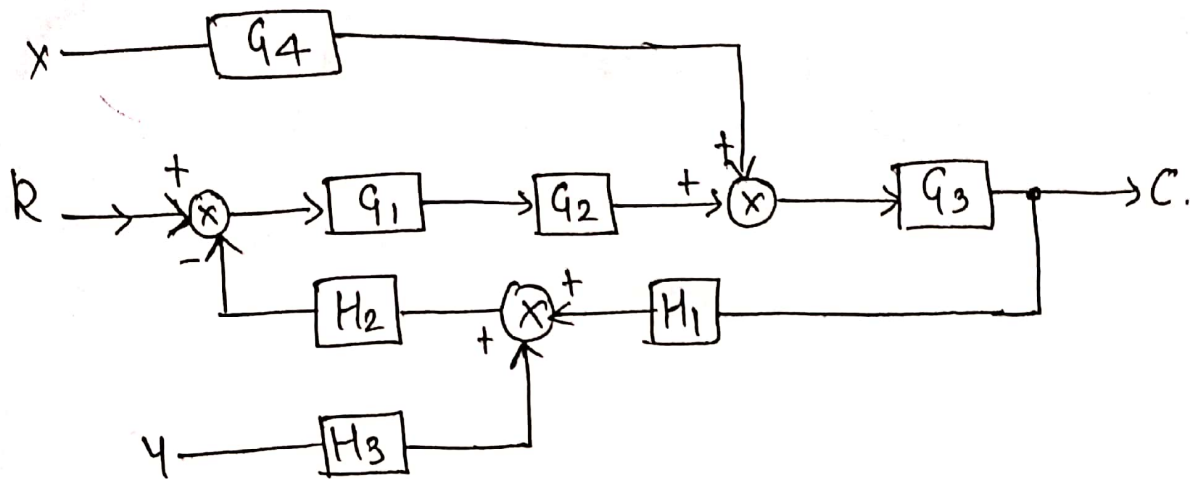 X G4
+
+
R X G1 G2 + X G3 C.
-
H2 X + H1
+
Y H3